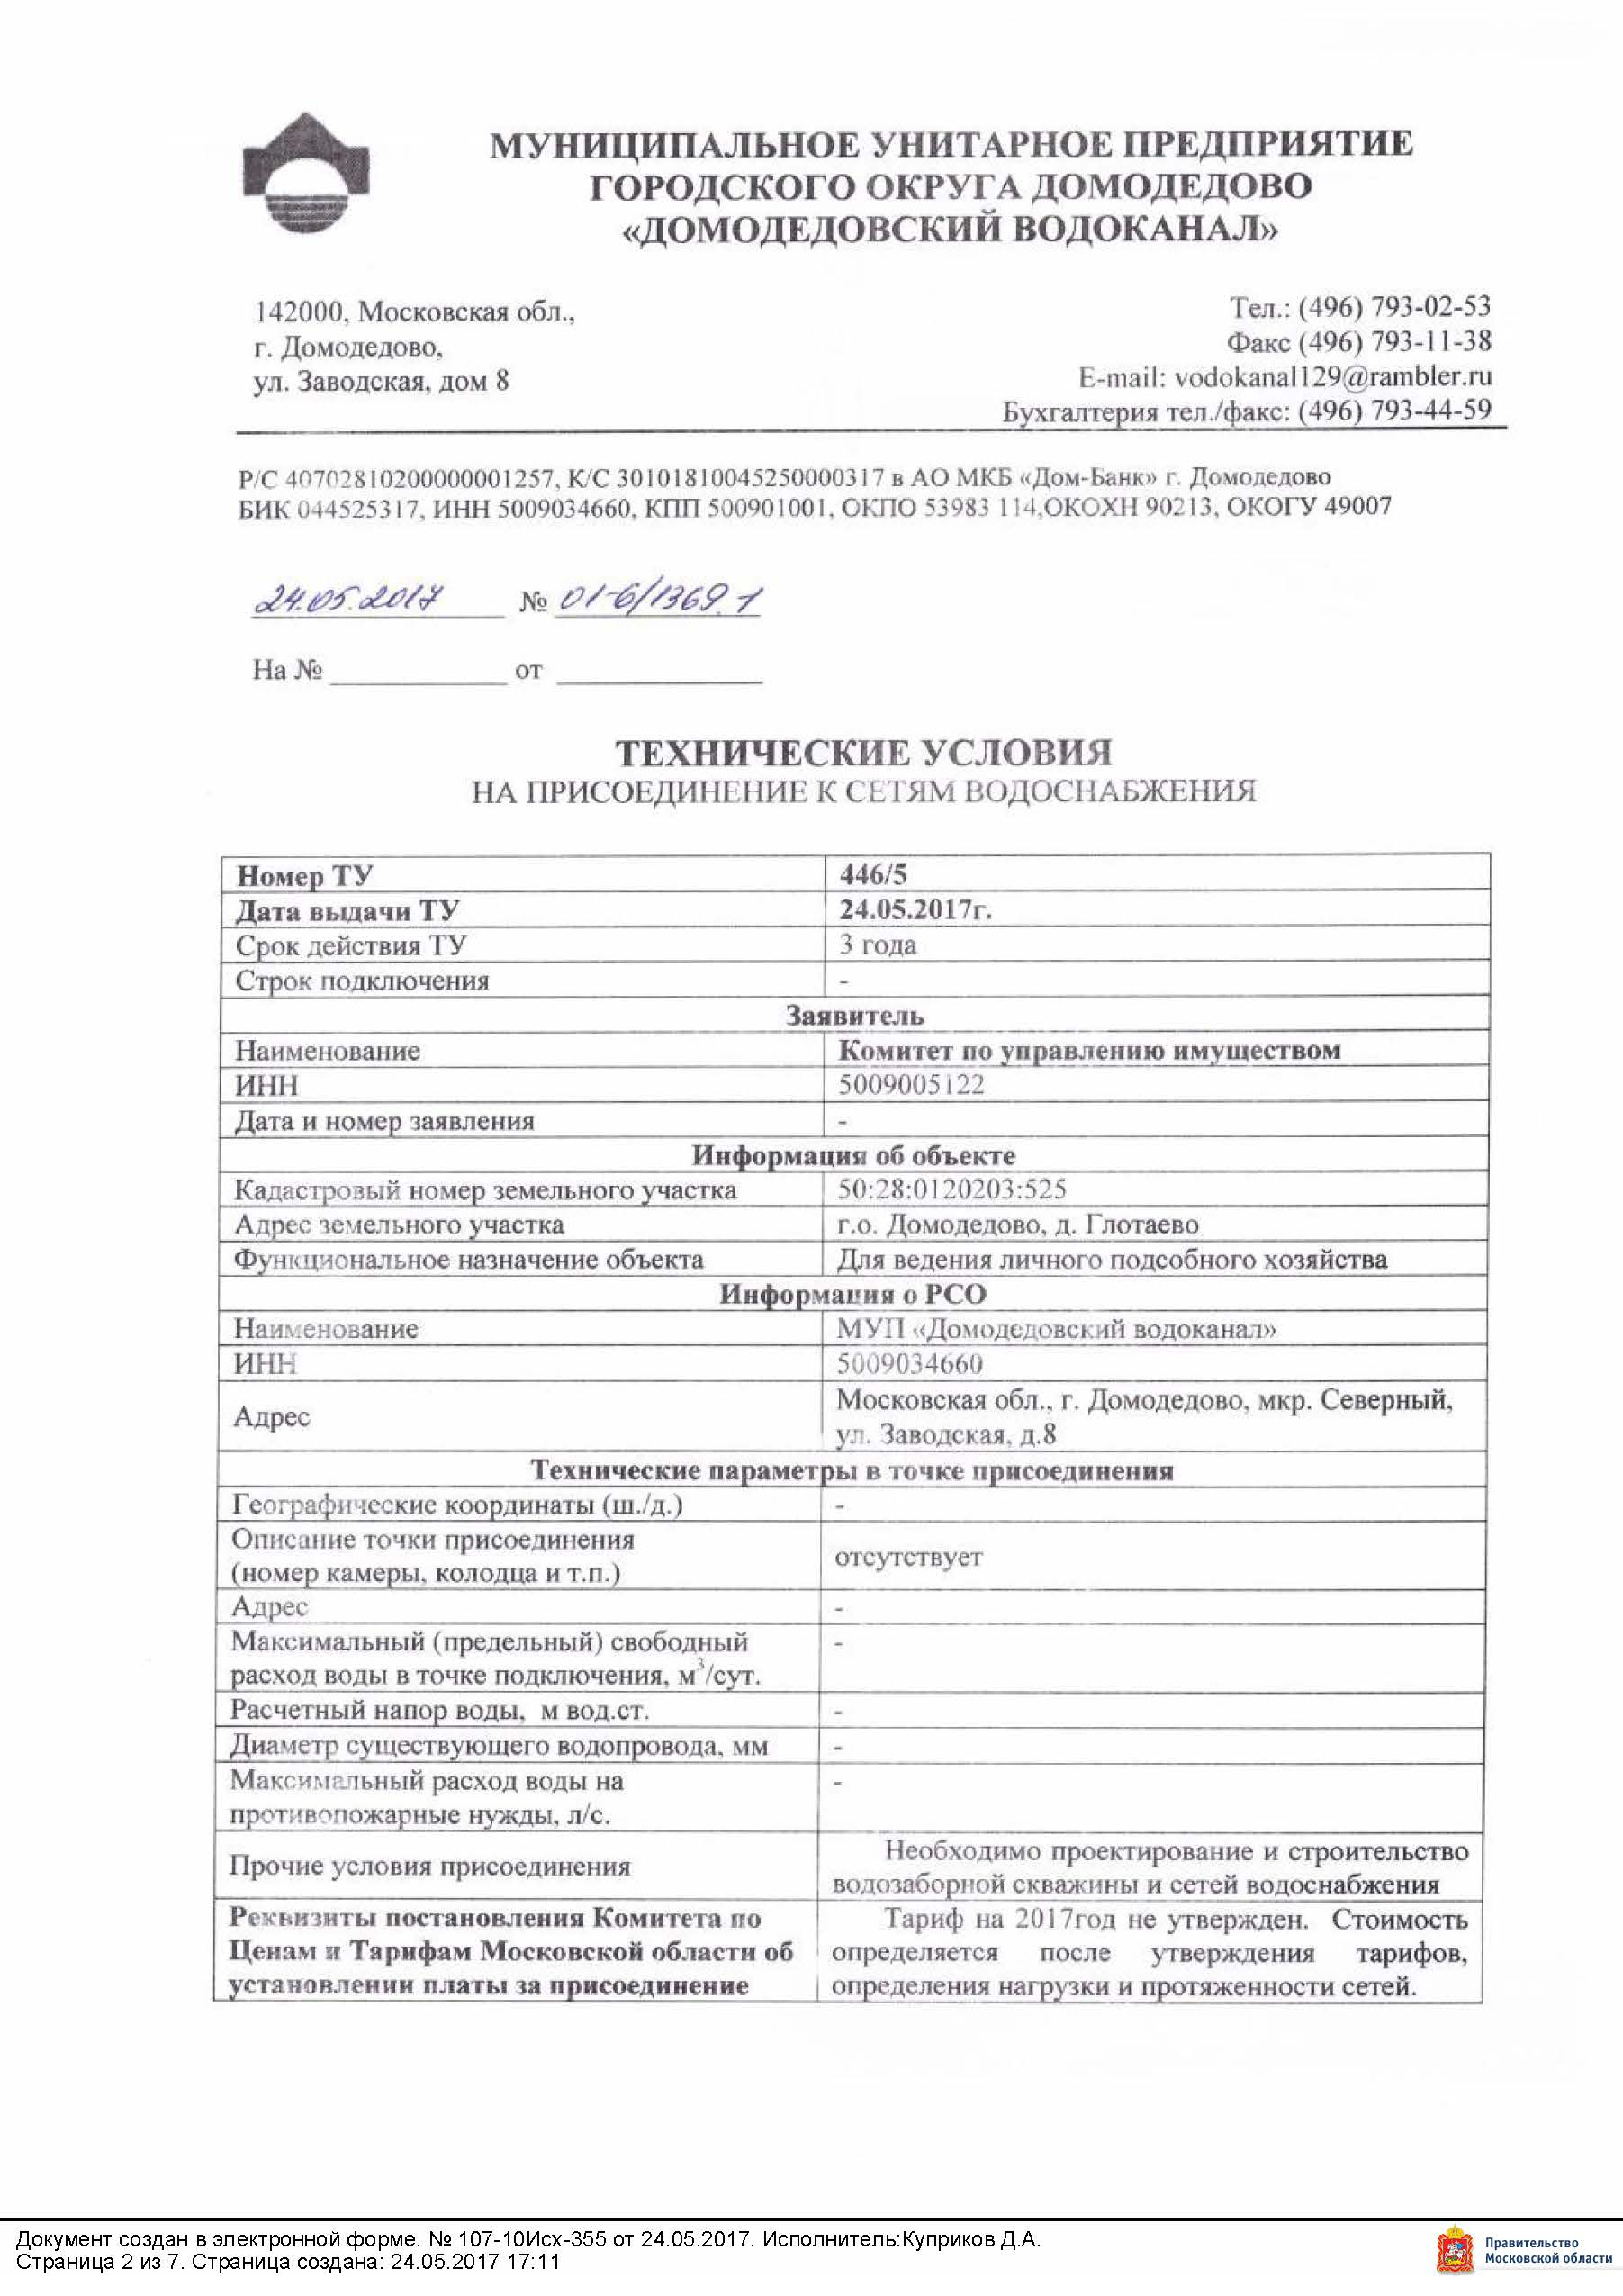 МУНИЦИПАЛЬНОЕ УНИТАРНОЕ ПРЕДПРИЯТИЕ
ГОРОДСКОГО ОКРУГА ДОМОДЕДОВО
«ДОМОДЕДОВСКИЙ ВОДОКАНАЛ»
142000, Московская обл.,
г. Домодедово,
ул. Заводская, дом 8
Тел.: (496) 793-02-53
Факс (496) 793-11-38
E-mail: vodokanal129@rambler.ru
Бухгалтерия тел./факс: (496) 793-44-59
Р/С 40702810200000001257, К/С 30101810045250000317 в АО МКБ «Дом-Банк» г. Домодедово
БИК 044525317, ИНН 5009034660, КПП 500901001, ОКПО 53983 114,ОКОХН 90213, ОКОГУ 49007
24.05.2017 № 01-6/1369.1
На № ____________ от ____________
ТЕХНИЧЕСКИЕ УСЛОВИЯ
НА ПРИСОЕДИНЕНИЕ К СЕТЯМ ВОДОСНАБЖЕНИЯ
Номер ТУ 446/5
Дата выдачи ТУ 24.05.2017г.
Срок действия ТУ 3 года
Строк подключения -
Заявитель
Наименование Комитет по управлению имуществом
ИНН 5009005122
Дата и номер заявления -
Информация об объекте
Кадастровый номер земельного участка 50:28:0120203:525
Адрес земельного участка г.о. Домодедово, д. Глотаево
Функциональное назначение объекта Для ведения личного подсобного хозяйства
Информация о РСО
Наименование МУП «Домодедовский водоканал»
ИНН 5009034660
Адрес Московская обл., г. Домодедово, мкр. Северный,
ул. Заводская, д.8
Технические параметры в точке присоединения
Географические координаты (ш./д.) -
Описание точки присоединения
(номер камеры, колодца и т.п.) отсутствует
Адрес -
Максимальный (предельный) свободный -
расход воды в точке подключения, м³/сут.
Расчетный напор воды, м вод.ст. -
Диаметр существующего водопровода, мм -
Максимальный расход воды на -
противопожарные нужды, л/с.
Прочие условия присоединения Необходимо проектирование и строительство
водозаборной скважины и сетей водоснабжения
Реквизиты постановления Комитета по Тариф на 2017год не утвержден. Стоимость
Ценам и Тарифам Московской области об определяется после утверждения тарифов,
установлении платы за присоединение определения нагрузки и протяженности сетей.
Документ создан в электронной форме. № 107-10Исх-355 от 24.05.2017. Исполнитель:Куприков Д.А.
Страница 2 из 7. Страница создана: 24.05.2017 17:11
Правительство
Московской области